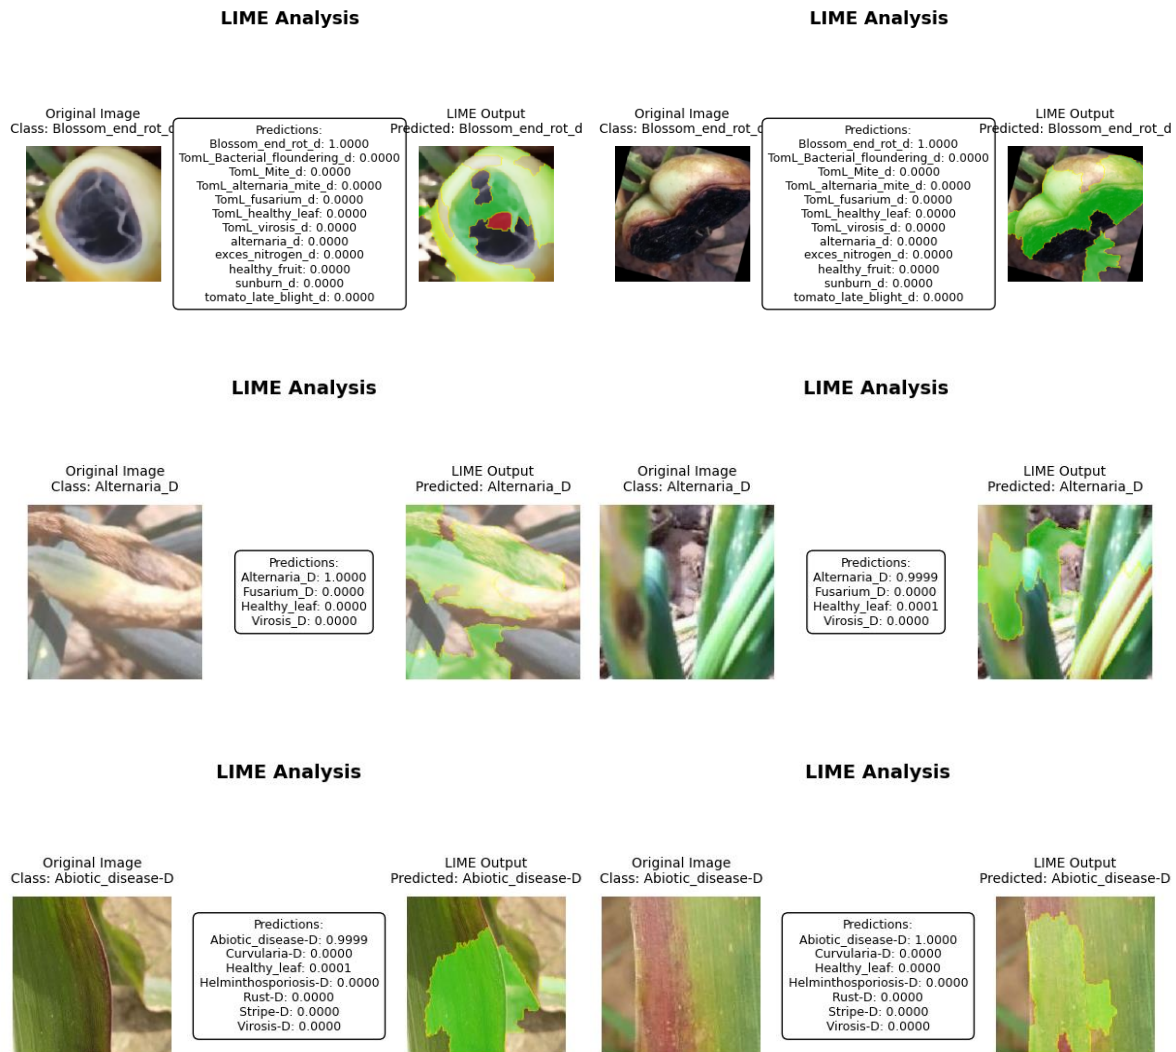 LIME Analysis
Original Image
Class: Blossom_end_rot_d
Predictions:
Blossom_end_rot_d: 1.0000
TomL_Bacterial_floundering_d: 0.0000
TomL_Mite_d: 0.0000
TomL_alternaria_mite_d: 0.0000
TomL_fusarium_d: 0.0000
TomL_healthy_leaf: 0.0000
TomL_virosis_d: 0.0000
alternaria_d: 0.0000
exces_nitrogen_d: 0.0000
healthy_fruit: 0.0000
sunburn_d: 0.0000
tomato_late_blight_d: 0.0000
LIME Output
Predicted: Blossom_end_rot_d
LIME Analysis
Original Image
Class: Blossom_end_rot_d
Predictions:
Blossom_end_rot_d: 1.0000
TomL_Bacterial_floundering_d: 0.0000
TomL_Mite_d: 0.0000
TomL_alternaria_mite_d: 0.0000
TomL_fusarium_d: 0.0000
TomL_healthy_leaf: 0.0000
TomL_virosis_d: 0.0000
alternaria_d: 0.0000
exces_nitrogen_d: 0.0000
healthy_fruit: 0.0000
sunburn_d: 0.0000
tomato_late_blight_d: 0.0000
LIME Output
Predicted: Blossom_end_rot_d
LIME Analysis
Original Image
Class: Alternaria_D
Predictions:
Alternaria_D: 1.0000
Fusarium_D: 0.0000
Healthy_leaf: 0.0000
Virosis_D: 0.0000
LIME Output
Predicted: Alternaria_D
LIME Analysis
Original Image
Class: Alternaria_D
Predictions:
Alternaria_D: 0.9999
Fusarium_D: 0.0000
Healthy_leaf: 0.0001
Virosis_D: 0.0000
LIME Output
Predicted: Alternaria_D
LIME Analysis
Original Image
Class: Abiotic_disease-D
Predictions:
Abiotic_disease-D: 0.9999
Curvularia-D: 0.0000
Healthy_leaf: 0.0001
Helminthosporiosis-D: 0.0000
Rust-D: 0.0000
Stripe-D: 0.0000
Virosis-D: 0.0000
LIME Output
Predicted: Abiotic_disease-D
LIME Analysis
Original Image
Class: Abiotic_disease-D
Predictions:
Abiotic_disease-D: 1.0000
Curvularia-D: 0.0000
Healthy_leaf: 0.0000
Helminthosporiosis-D: 0.0000
Rust-D: 0.0000
Stripe-D: 0.0000
Virosis-D: 0.0000
LIME Output
Predicted: Abiotic_disease-D